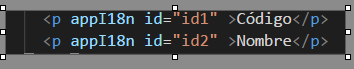 <p appI18n id="id1" >Código</p>
<p appI18n id="id2" >Nombre</p>